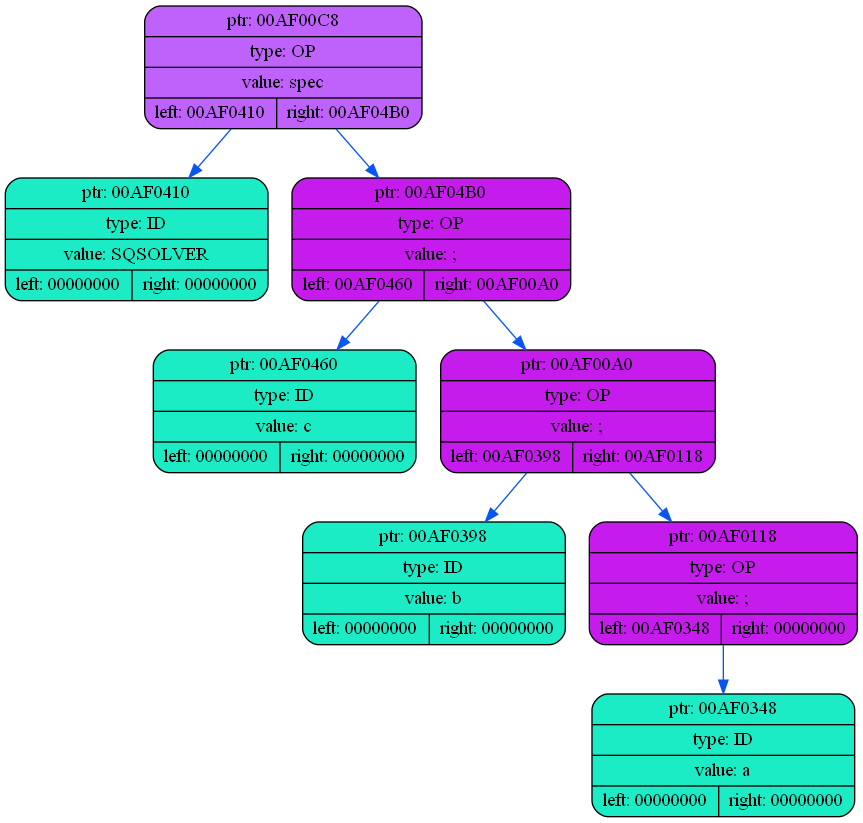 ptr: 00AF00C8
type: OP
value: spec
left: 00AF0410 right: 00AF04B0
ptr: 00AF0410
type: ID
value: SQSOLVER
left: 00000000 right: 00000000
ptr: 00AF04B0
type: OP
value: ;
left: 00AF0460 right: 00AF00A0
ptr: 00AF0460
type: ID
value: c
left: 00000000 right: 00000000
ptr: 00AF00A0
type: OP
value: ;
left: 00AF0398 right: 00AF0118
ptr: 00AF0398
type: ID
value: b
left: 00000000 right: 00000000
ptr: 00AF0118
type: OP
value: ;
left: 00AF0348 right: 00000000
ptr: 00AF0348
type: ID
value: a
left: 00000000 right: 00000000